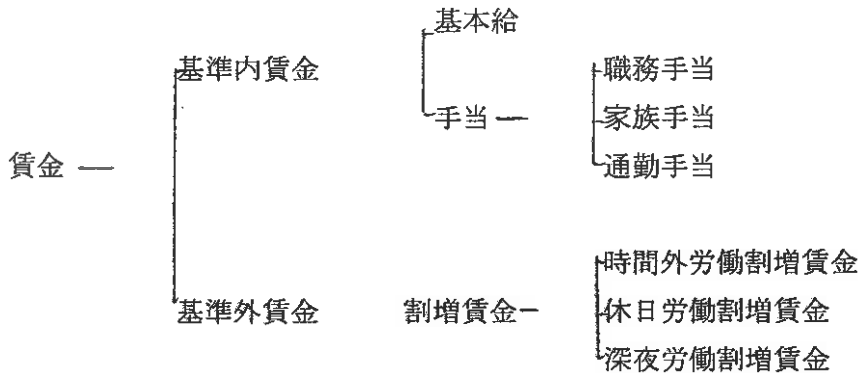 基本給
基準内賃金
職務手当
手当
家族手当
賃金
通勤手当
時間外労働割増賃金
基準外賃金
割増賃金
休日労働割増賃金
深夜労働割増賃金